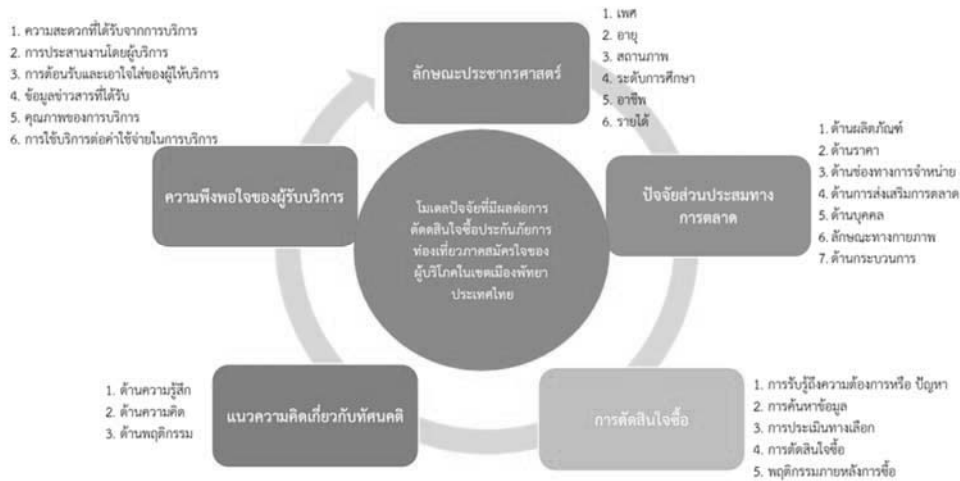 ลักษณะประชากรศาสตร์
1. เพศ
2. อายุ
3. สถานภาพ
4. ระดับการศึกษา
5. อาชีพ
6. รายได้
ปัจจัยส่วนประสมทาง
การตลาด
1. ด้านผลิตภัณฑ์
2. ด้านราคา
3. ด้านช่องทางการจำหน่าย
4. ด้านการส่งเสริมการตลาด
5. ด้านบุคคล
6. ลักษณะทางกายภาพ
7. ด้านกระบวนการ
การตัดสินใจซื้อ
1. การรับรู้ถึงความต้องการหรือ ปัญหา
2. การค้นหาข้อมูล
3. การประเมินทางเลือก
4. การตัดสินใจซื้อ
5. พฤติกรรมภายหลังการซื้อ
แนวความคิดเกี่ยวกับทัศนคติ
1. ด้านความรู้สึก
2. ด้านความคิด
3. ด้านพฤติกรรม
ความพึงพอใจของผู้รับบริการ
1. ความสะดวกที่ได้รับจากการบริการ
2. การประสานงานโดยผู้บริการ
3. การต้อนรับและเอาใจใส่ของผู้ให้บริการ
4. ข้อมูลข่าวสารที่ได้รับ
5. คุณภาพของการบริการ
6. การใช้บริการต่อค่าใช้จ่ายในการบริการ
โมเดลปัจจัยที่มีผลต่อการ
ตัดสินใจซื้อประกันภัยการ
ท่องเที่ยวภาคสมัครใจของ
ผู้บริโภคในเขตเมืองพัทยา
ประเทศไทย